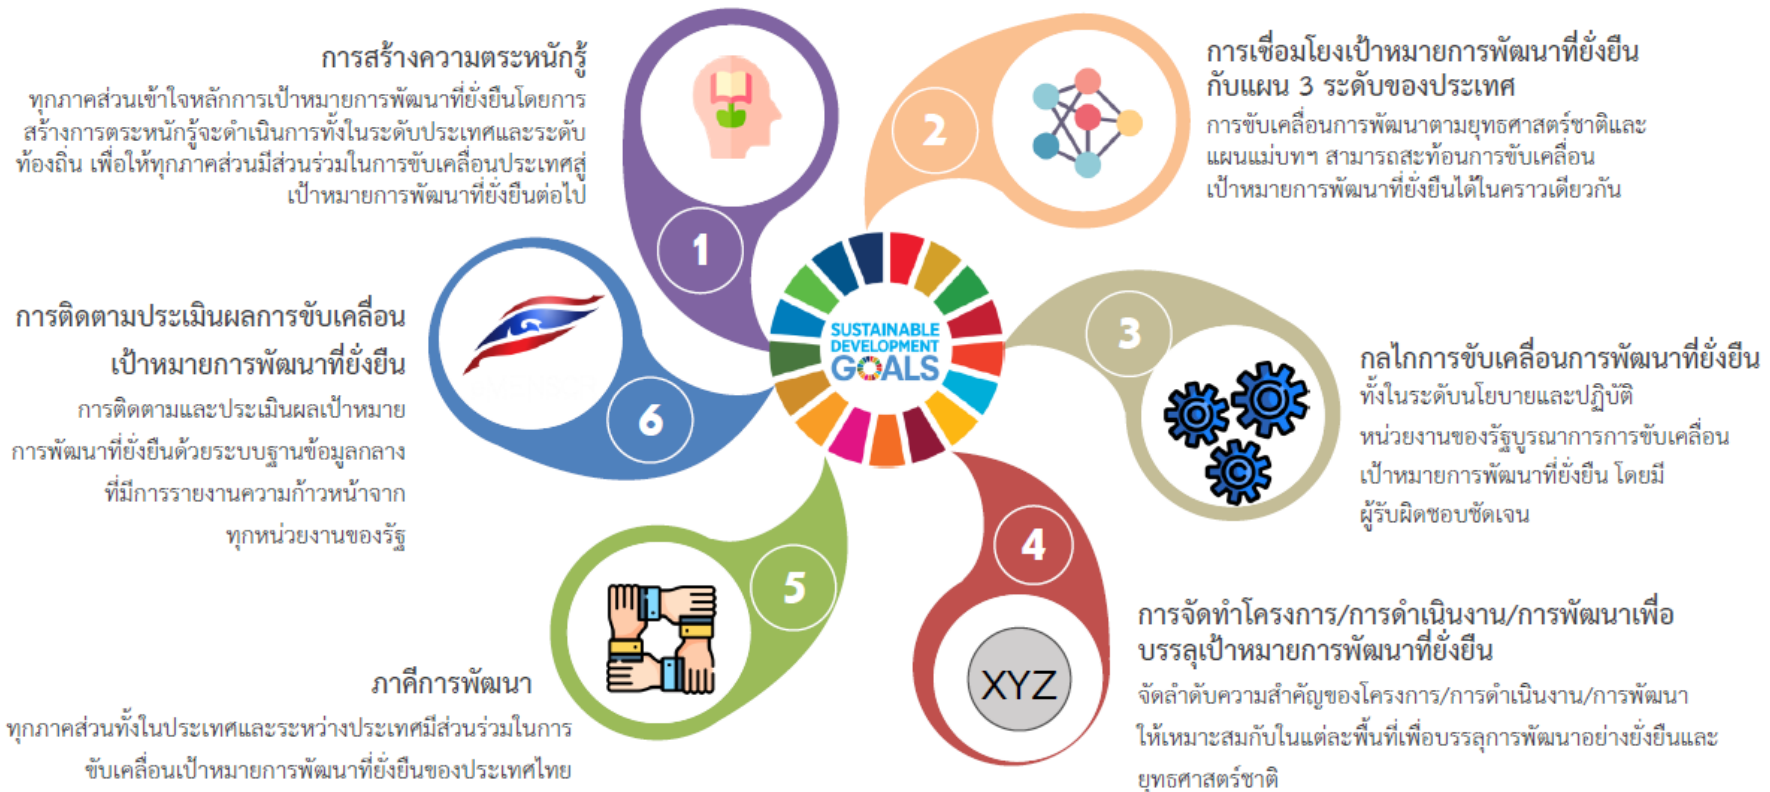 การสร้างความตระหนักรู้
ทุกภาคส่วนเข้าใจหลักการเป้าหมายการพัฒนาที่ยั่งยืนโดยการ
สร้างการตระหนักรู้จะดำเนินการทั้งในระดับประเทศและระดับ
ท้องถิ่น เพื่อให้ทุกภาคส่วนมีส่วนร่วมในการขับเคลื่อนประเทศสู่
เป้าหมายการพัฒนาที่ยั่งยืนต่อไป
1
2
การเชื่อมโยงเป้าหมายการพัฒนาที่ยั่งยืน
กับแผน 3 ระดับของประเทศ
การขับเคลื่อนการพัฒนาตามยุทธศาสตร์ชาติและ
แผนแม่บทฯ สามารถสะท้อนการขับเคลื่อน
เป้าหมายการพัฒนาที่ยั่งยืนได้ในคราวเดียวกัน
SUSTAINABLE
DEVELOPMENT
GOALS
3
กลไกการขับเคลื่อนการพัฒนาที่ยั่งยืน
ทั้งในระดับนโยบายและปฏิบัติ
หน่วยงานของรัฐบูรณาการการขับเคลื่อน
เป้าหมายการพัฒนาที่ยั่งยืน โดยมี
ผู้รับผิดชอบชัดเจน
4
XYZ
การจัดทำโครงการ/การดำเนินงาน/การพัฒนาเพื่อ
บรรลุเป้าหมายการพัฒนาที่ยั่งยืน
จัดลำดับความสำคัญของโครงการ/การดำเนินงาน/การพัฒนา
ให้เหมาะสมกับในแต่ละพื้นที่เพื่อบรรลุการพัฒนาอย่างยั่งยืนและ
ยุทธศาสตร์ชาติ
5
ภาคีการพัฒนา
ทุกภาคส่วนทั้งในประเทศและระหว่างประเทศมีส่วนร่วมในการ
ขับเคลื่อนเป้าหมายการพัฒนาที่ยั่งยืนของประเทศไทย
6
การติดตามประเมินผลการขับเคลื่อน
เป้าหมายการพัฒนาที่ยั่งยืน
การติดตามและประเมินผลเป้าหมาย
การพัฒนาที่ยั่งยืนด้วยระบบฐานข้อมูลกลาง
ที่มีการรายงานความก้าวหน้าจาก
ทุกหน่วยงานของรัฐ